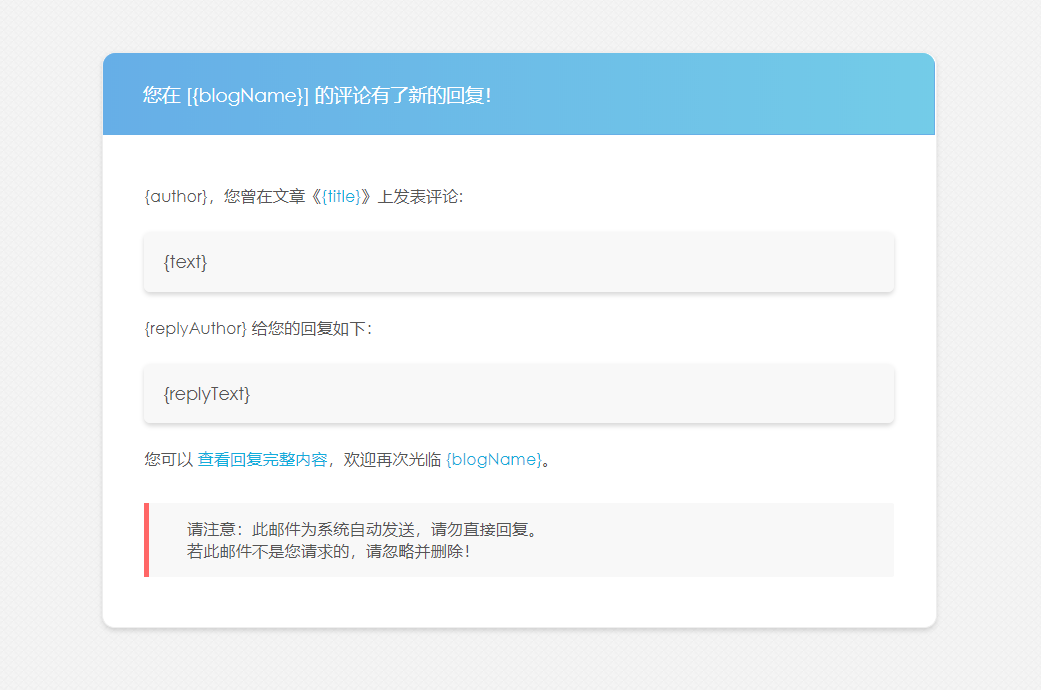 您在 [{blogName}] 的评论有了新的回复！
{author}，您曾在文章《{title}》上发表评论:
{text}
{replyAuthor} 给您的回复如下：
{replyText}
您可以 查看回复完整内容，欢迎再次光临 {blogName}。
请注意：此邮件为系统自动发送，请勿直接回复。
若此邮件不是您请求的，请忽略并删除！